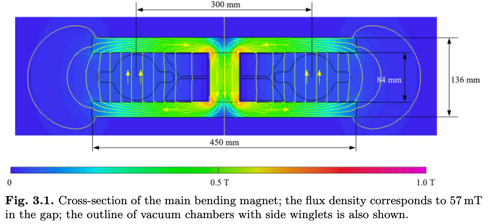 300 mm
84 mm
136 mm
450 mm
0
0.5 T
1.0 T
Fig. 3.1. Cross-section of the main bending magnet; the flux density corresponds to 57 mT
in the gap; the outline of vacuum chambers with side winglets is also shown.